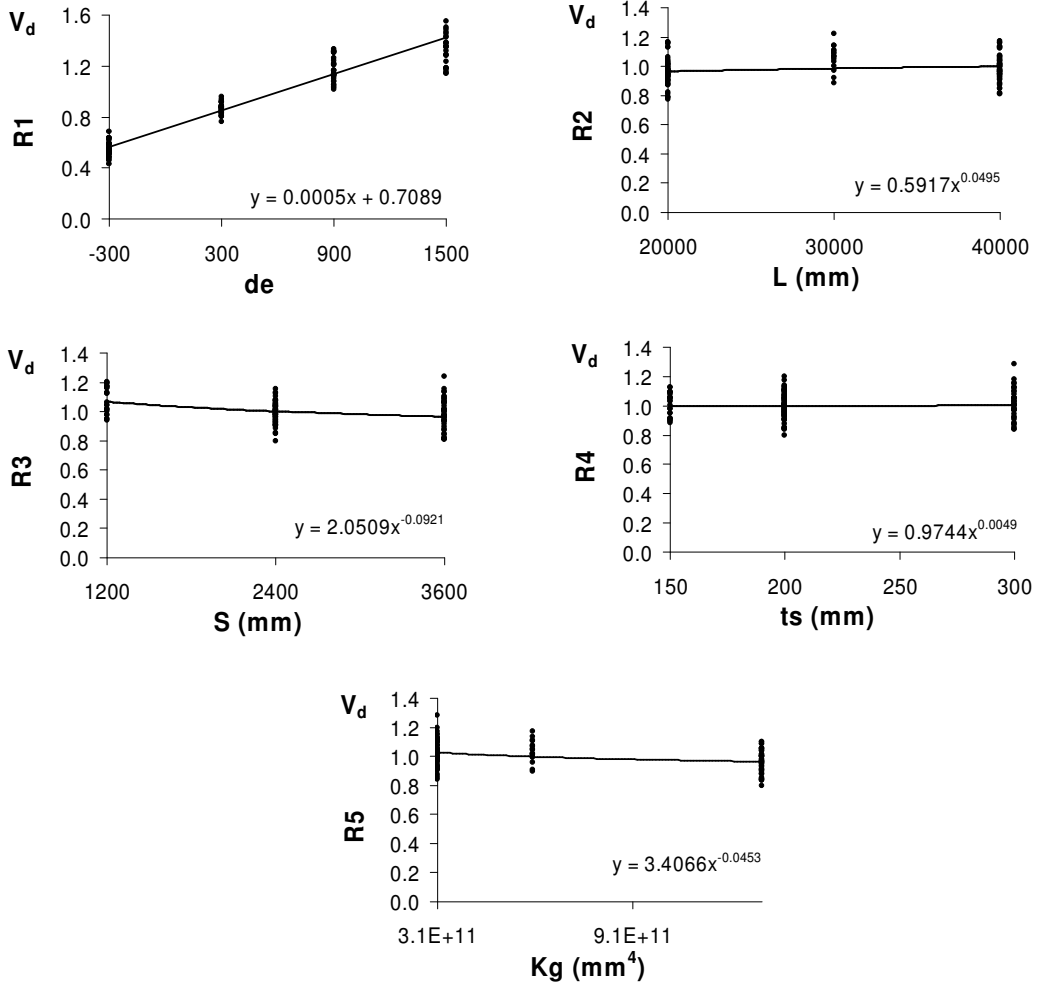 V_d
R1
1.6
1.2
0.8
0.4
0.0
y = 0.0005x + 0.7089
-300 300 900 1500
de
V_d
R2
1.4
1.2
1.0
0.8
0.6
0.4
0.2
0.0
y = 0.5917x^0.0495
20000 30000 40000
L (mm)
V_d
R3
1.4
1.2
1.0
0.8
0.6
0.4
0.2
0.0
y = 2.0509x^-0.0921
1200 2400 3600
S (mm)
V_d
R4
1.4
1.2
1.0
0.8
0.6
0.4
0.2
0.0
y = 0.9744x^0.0049
150 200 250 300
ts (mm)
V_d
R5
1.4
1.2
1.0
0.8
0.6
0.4
0.2
0.0
y = 3.4066x^-0.0453
3.1E+11 9.1E+11
Kg (mm^4)